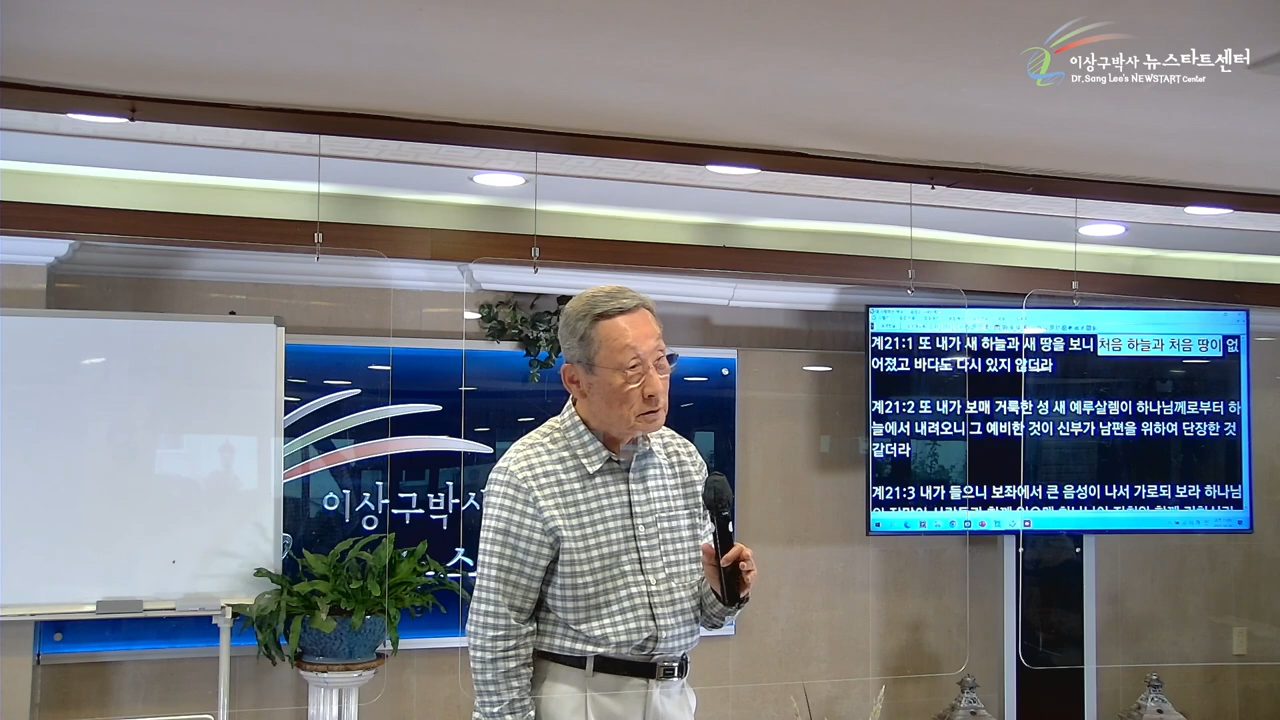 이상구박사 뉴스타트센터
Dr. Sang Lee's NEWSTART Center
계21:1 또 내가 새 하늘과 새 땅을 보니 처음 하늘과 처음 땅이 없
어졌고 바다도 다시 있지 않더라
계21:2 또 내가 보매 거룩한 성 새 예루살렘이 하나님께로부터 하
늘에서 내려오니 그 예비한 것이 신부가 남편을 위하여 단장한 것
같더라
계21:3 내가 들으니 보좌에서 큰 음성이 나서 가로되 보라 하나님
이상구박사
스